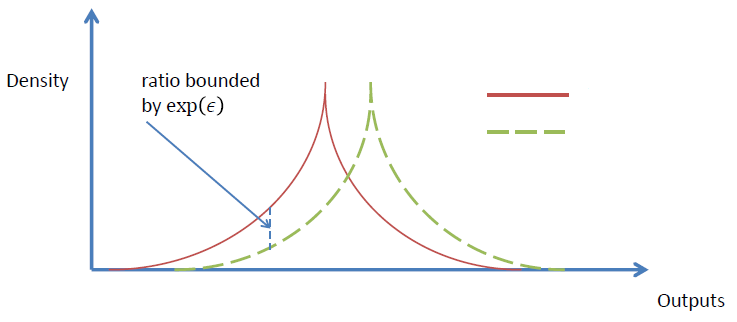 Density
ratio bounded
by exp(ϵ)
Outputs